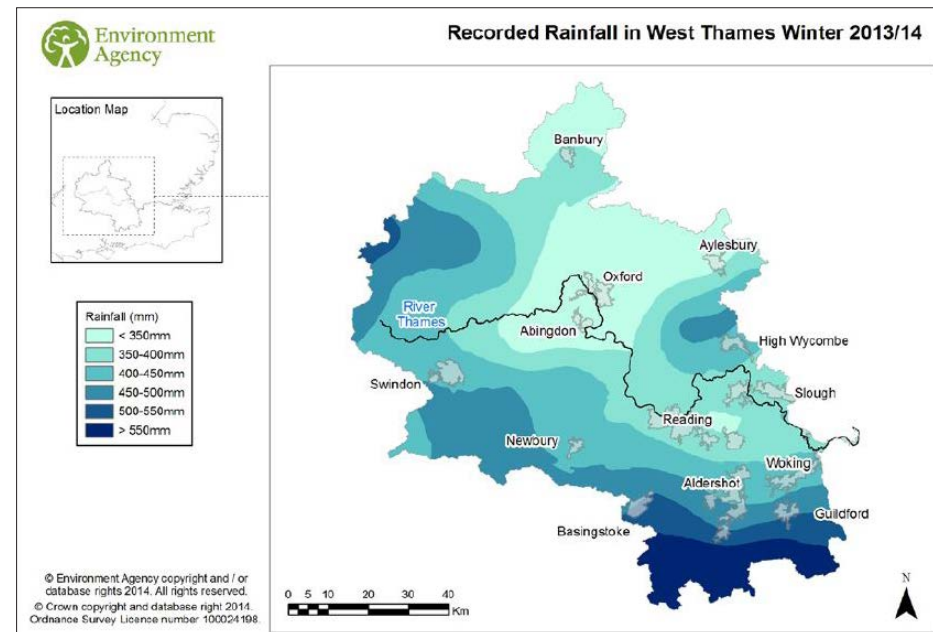 Environment
Agency
Recorded Rainfall in West Thames Winter 2013/14
Location Map
Rainfall (mm)
< 350mm
350-400mm
400-450mm
450-500mm
500-550mm
> 550mm
Banbury
Aylesbury
Oxford
River
Thames
Abingdon
High Wycombe
Swindon
Slough
Reading
Newbury
Woking
Aldershot
Guildford
Basingstoke
© Environment Agency copyright and / or
database rights 2014. All rights reserved.
© Crown copyright and database right 2014.
Ordnance Survey Licence number 100024198.
0 5 10 20 30 40
Km
N